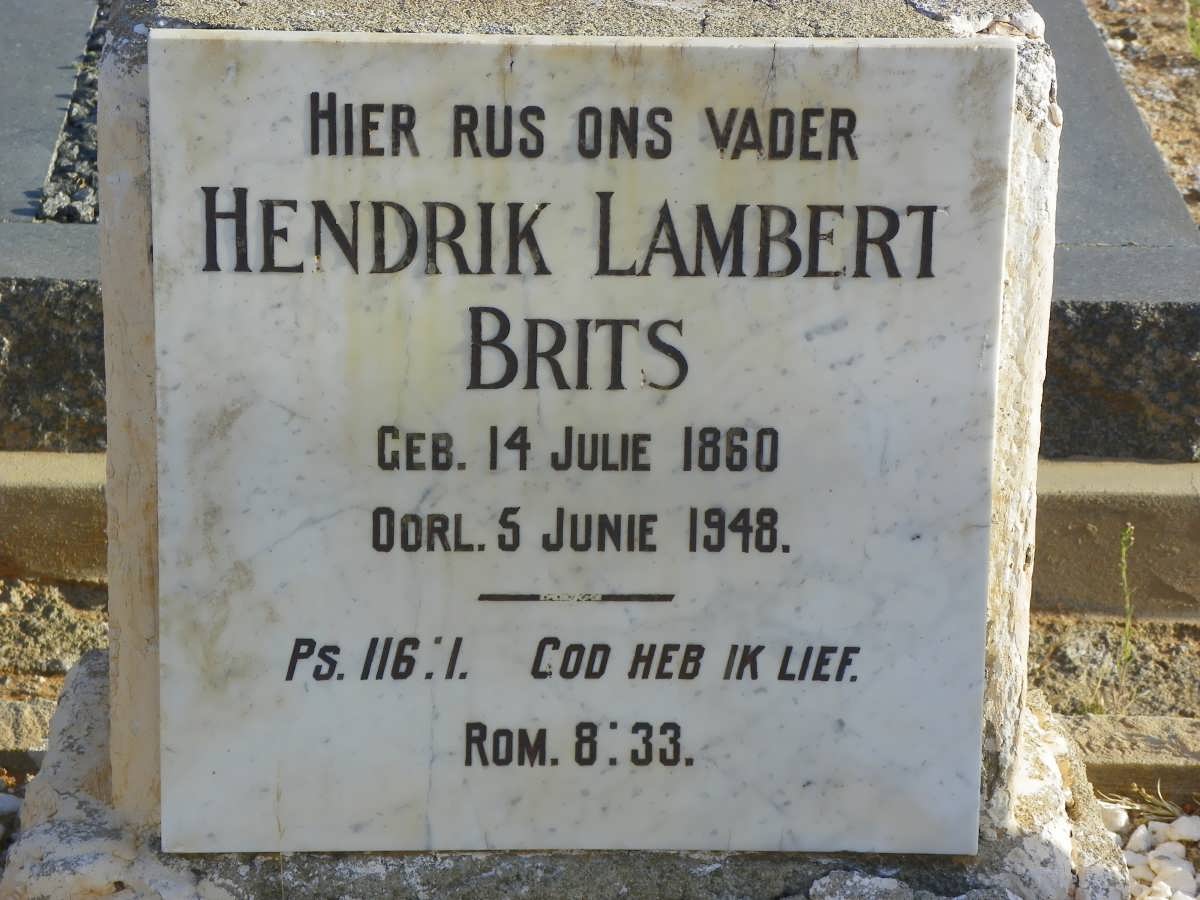 HIER RUS ONS VADER
HENDRIK LAMBERT
BRITS
GEB. 14 JULIE 1860
OORL. 5 JUNIE 1948.
PS. 116:1. GOD HEB IK LIEF.
ROM. 8:33.